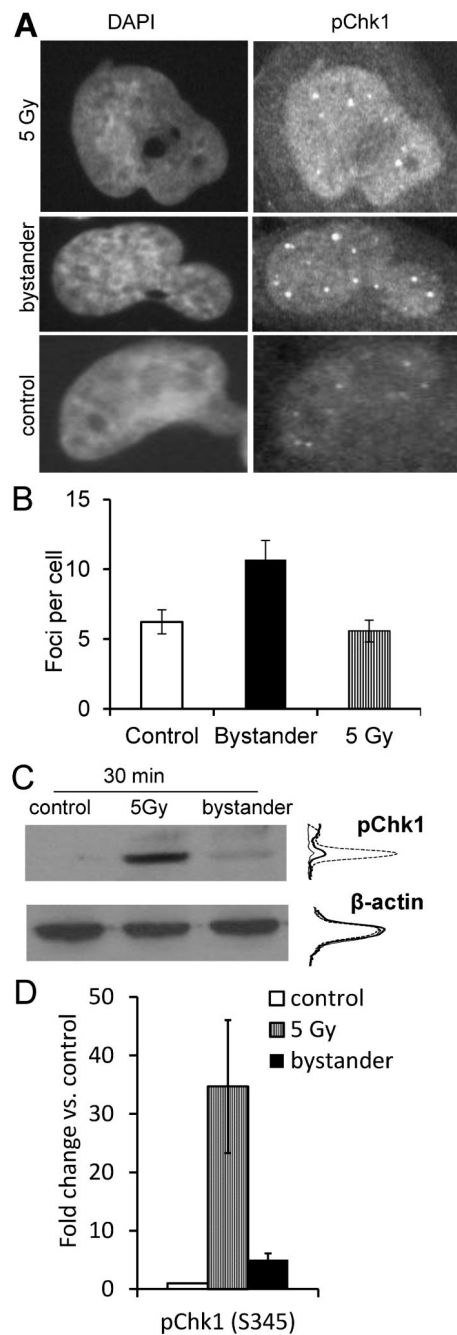 A
DAPI
pChk1
5 Gy
bystander
control
B
15
10
5
0
Foci per cell
Control
Bystander
5 Gy
C
30 min
control
5Gy
bystander
pChk1
β-actin
D
50
40
30
20
10
0
Fold change vs. control
control
5 Gy
bystander
pChk1 (S345)